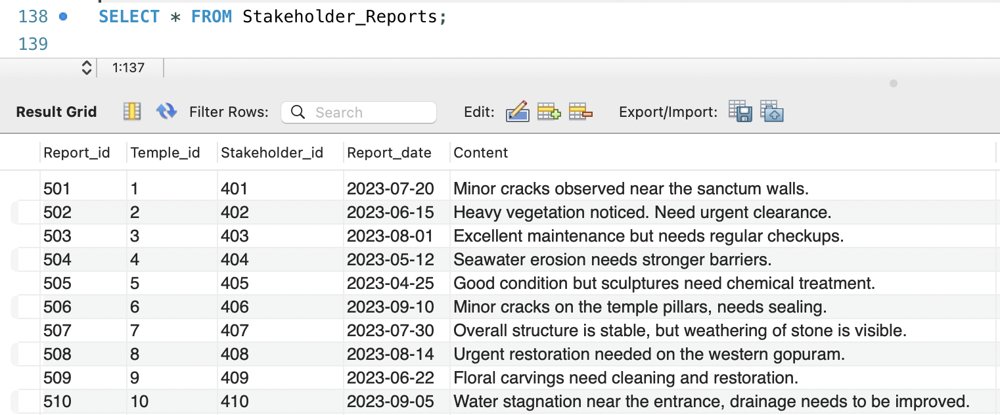 138 SELECT * FROM Stakeholder_Reports;
139
1:137
Result Grid Filter Rows: Search Edit: Export/Import:
Report_id Temple_id Stakeholder_id Report_date Content
501 1 401 2023-07-20 Minor cracks observed near the sanctum walls.
502 2 402 2023-06-15 Heavy vegetation noticed. Need urgent clearance.
503 3 403 2023-08-01 Excellent maintenance but needs regular checkups.
504 4 404 2023-05-12 Seawater erosion needs stronger barriers.
505 5 405 2023-04-25 Good condition but sculptures need chemical treatment.
506 6 406 2023-09-10 Minor cracks on the temple pillars, needs sealing.
507 7 407 2023-07-30 Overall structure is stable, but weathering of stone is visible.
508 8 408 2023-08-14 Urgent restoration needed on the western gopuram.
509 9 409 2023-06-22 Floral carvings need cleaning and restoration.
510 10 410 2023-09-05 Water stagnation near the entrance, drainage needs to be improved.